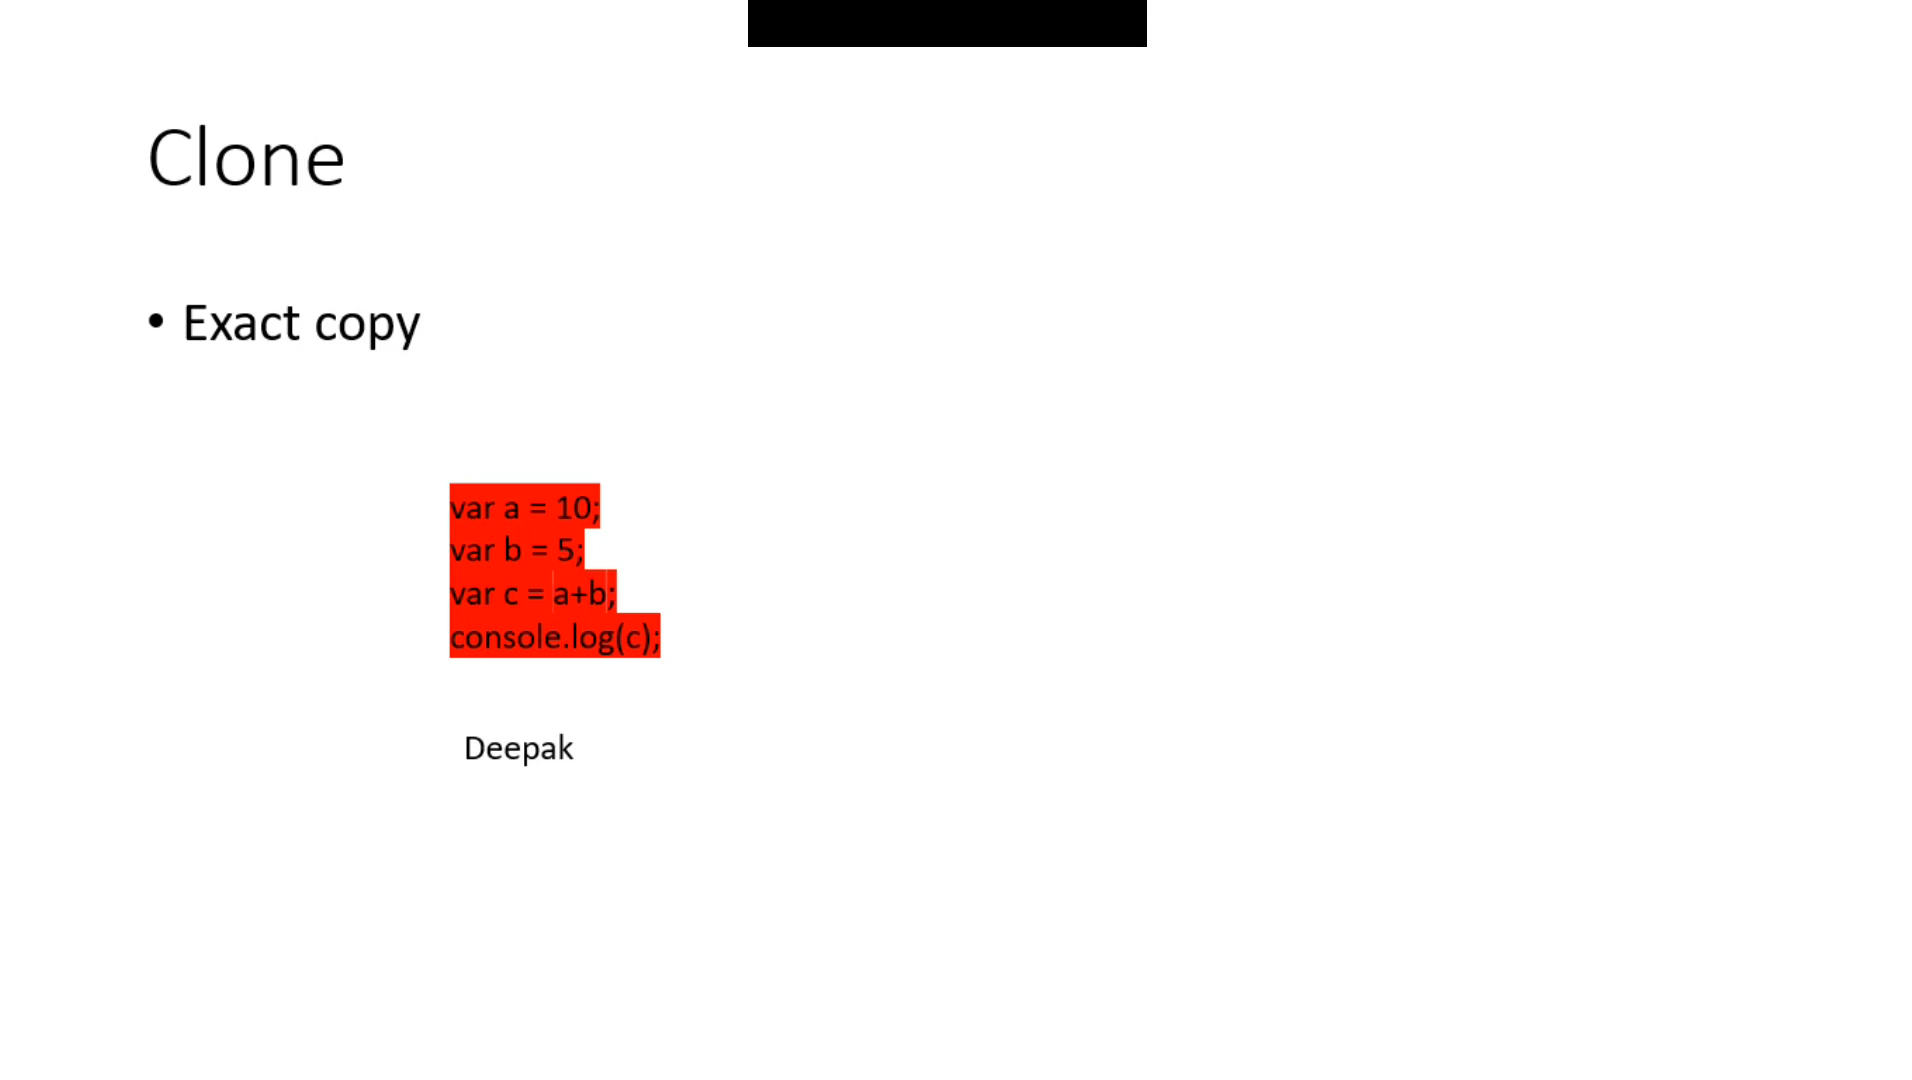 Clone
• Exact copy
var a = 10;
var b = 5;
var c = a+b;
console.log(c);
Deepak